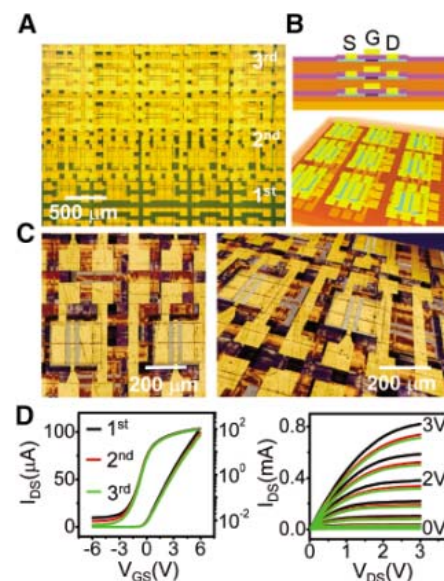 A
3rd
2nd
1st
500 μm
B
S G D
C
200 μm
200 μm
D
IDS(μA)
100
50
0
1st
2nd
3rd
10²
10⁰
10⁻²
-6 -3 0 3 6
VGS(V)
IDS(mA)
0.8
0.4
0.0
3V
2V
0V
0 1 2 3
VDS(V)